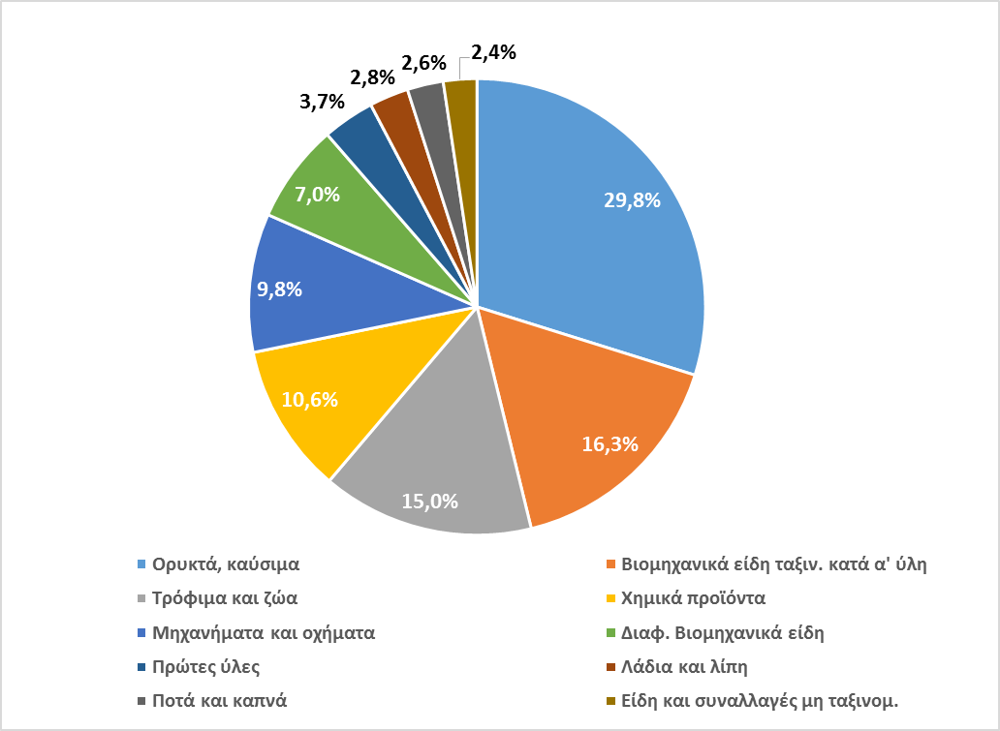 2,4%
2,6%
2,8%
3,7%
29,8%
7,0%
9,8%
10,6%
16,3%
15,0%
Ορυκτά, καύσιμα
Βιομηχανικά είδη ταξιν. κατά α' ύλη
Τρόφιμα και ζώα
Χημικά προϊόντα
Μηχανήματα και οχήματα
Διαφ. Βιομηχανικά είδη
Πρώτες ύλες
Λάδια και λίπη
Ποτά και καπνά
Είδη και συναλλαγές μη ταξινομ.